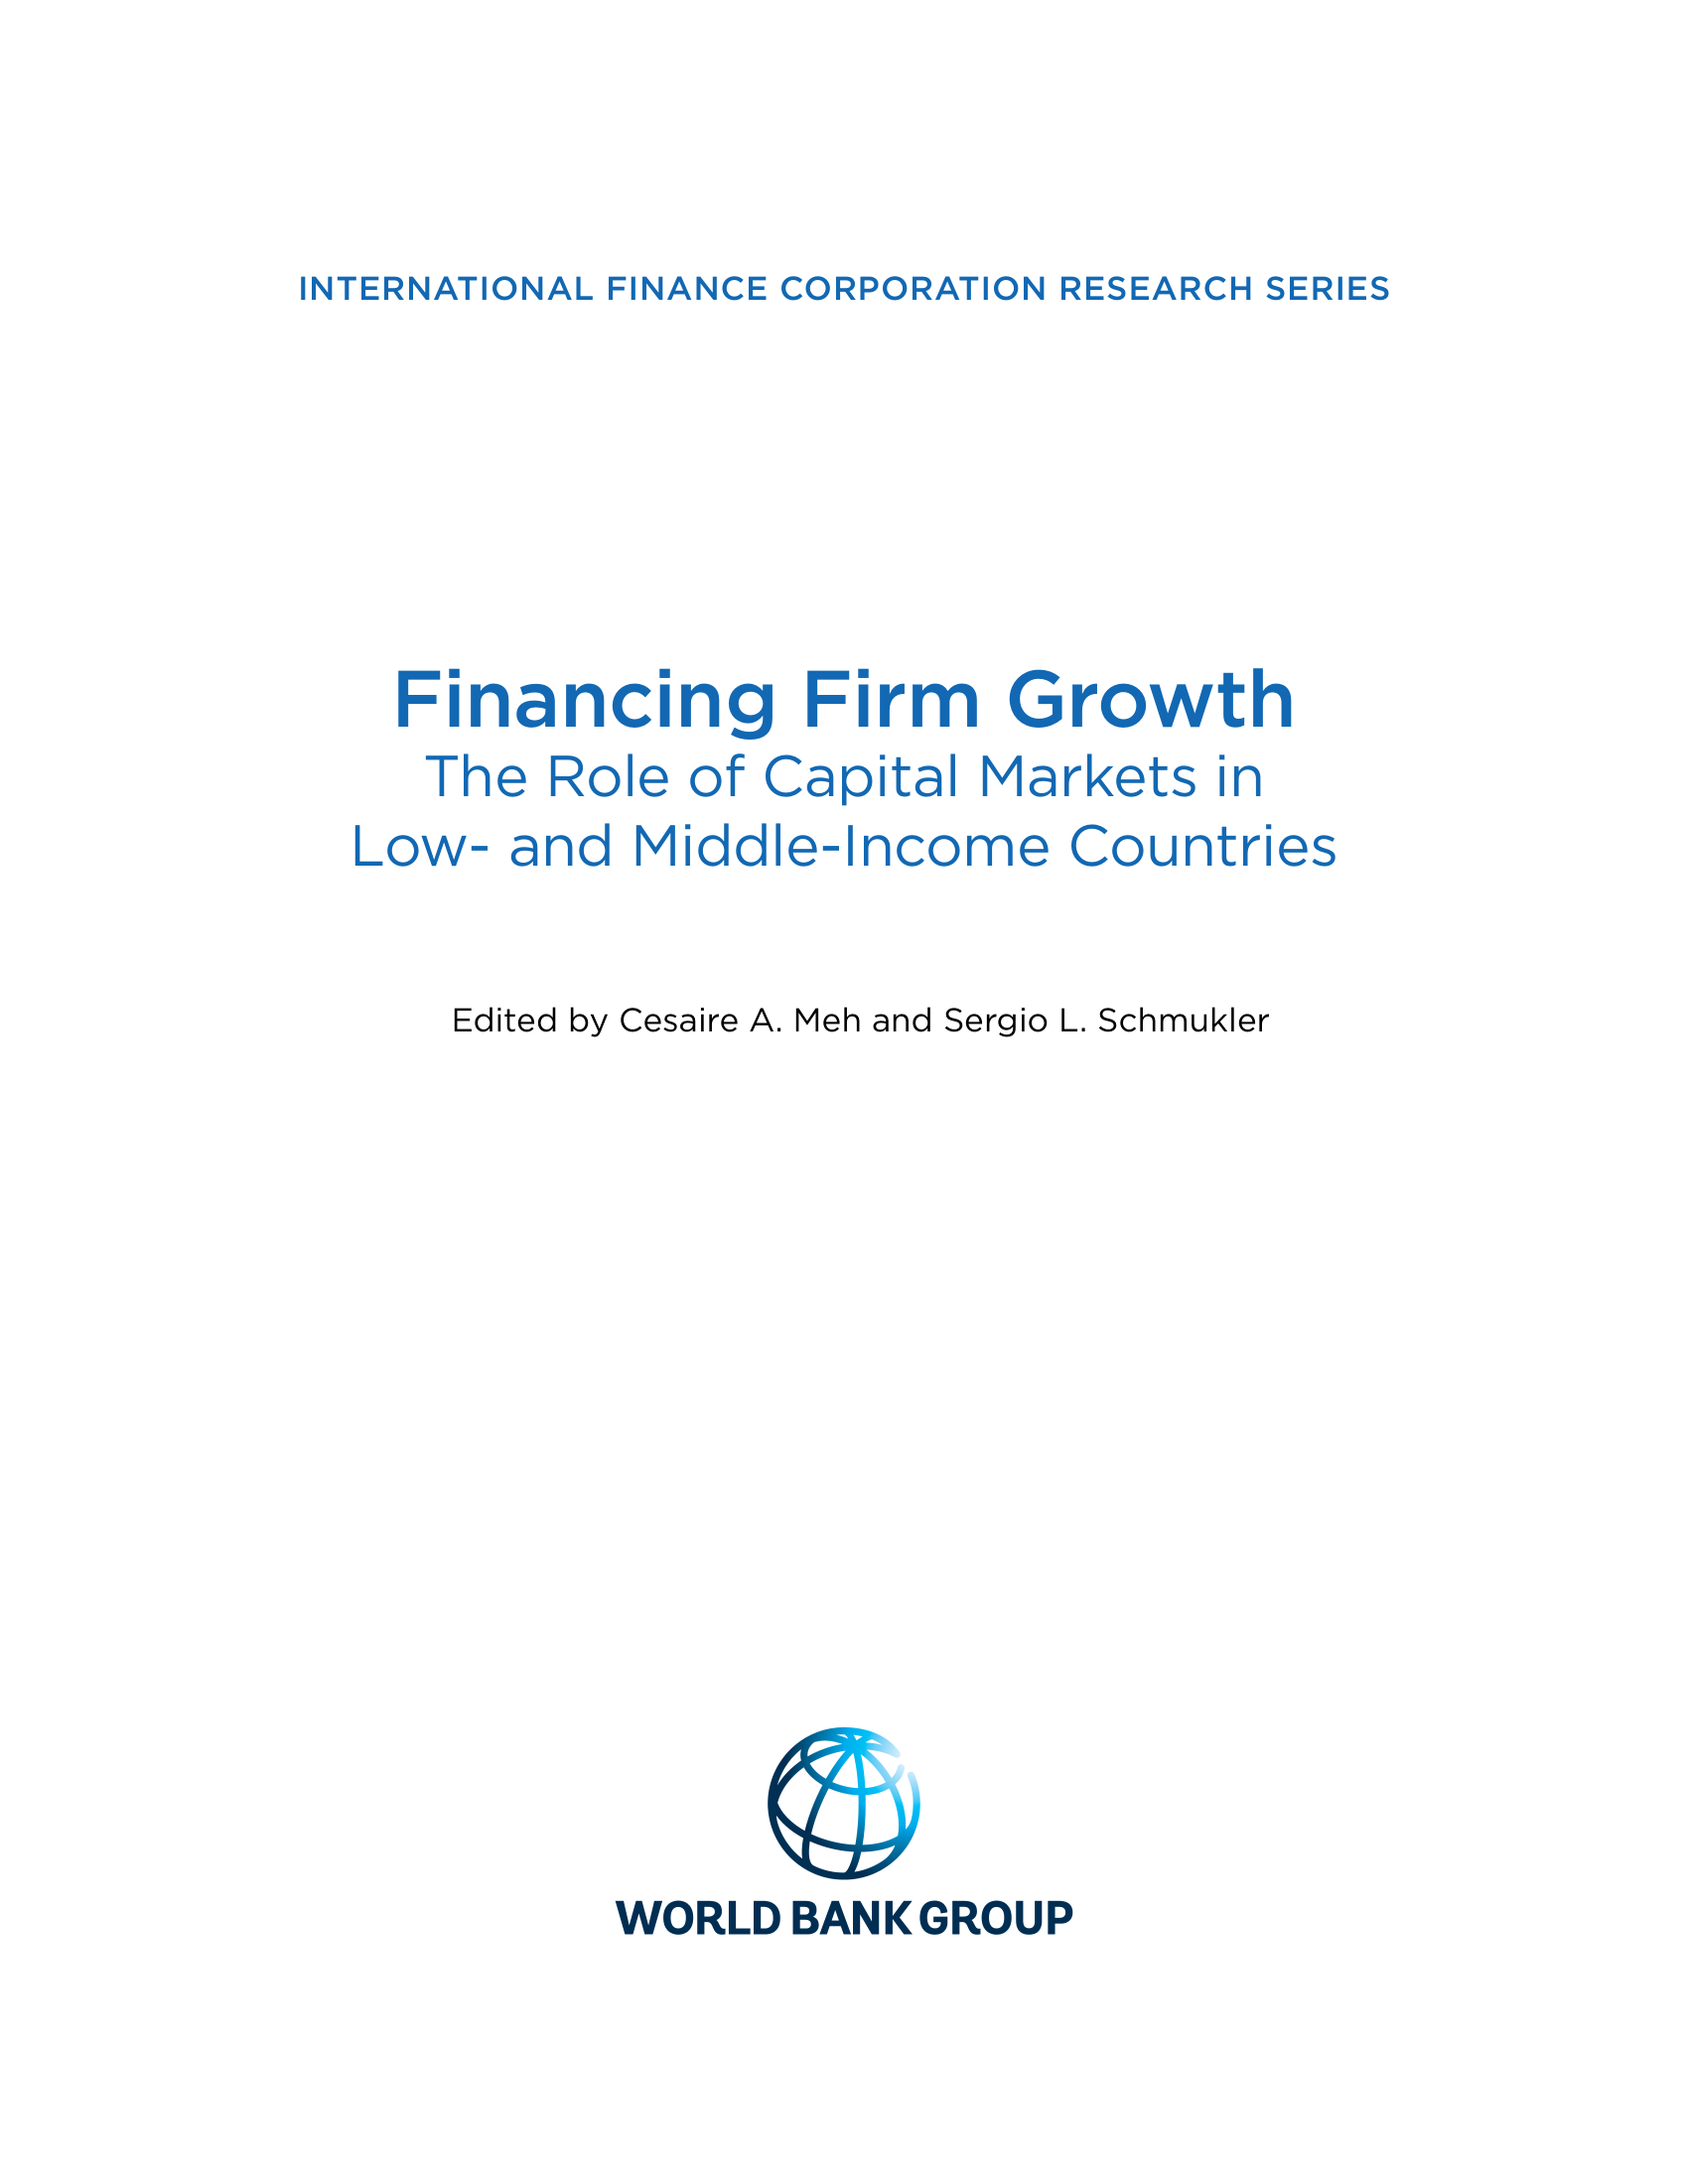 INTERNATIONAL FINANCE CORPORATION RESEARCH SERIES
Financing Firm Growth
The Role of Capital Markets in
Low- and Middle-Income Countries
Edited by Cesaire A. Meh and Sergio L. Schmukler
WORLD BANK GROUP